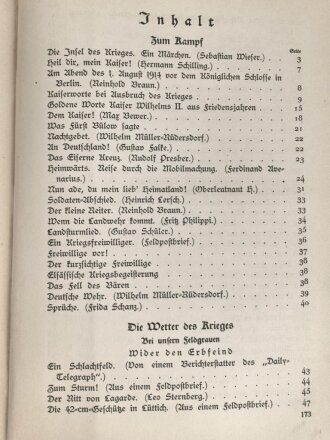 Inhalt
Zum Kampf
Seite
Die Insel des Krieges. Ein Märchen. (Sebastian Wieser.) 3
Heil dir, mein Kaiser! (Hermann Schilling.) 7
Am Abend des 1. August 1914 vor dem Königlichen Schlosse in
Berlin. (Reinhold Braun.) 8
Kaiserworte bei Ausbruch des Krieges 9
Goldene Worte Kaiser Wilhelms II. aus Friedensjahren 16
Dem Kaiser! (Max Bewer.) 18
Was Fürst Bülow sagte 21
Nachtgebet. (Wilhelm Müller-Rüdersdorf.) 22
An Deutschland! (Gustav Falke.) 22
Das Eiserne Kreuz. (Rudolf Presber.) 23
Heimwärts. Reise durch die Mobilmachung. (Ferdinand Ave-
narius.) 24
Nun ade, du mein lieb' Heimatland! (Oberleutnant H.) 31
Soldaten-Abschied. (Heinrich Lersch.) 33
Der kleine Reiter. (Reinhold Braun.) 33
Wenn die Landwehr kommt. (Fritz Philippi.) 34
Landsturmlied. (Gustav Schüler.) 35
Ein Kriegsfreiwilliger. (Feldpostbrief.) 36
Freiwillige vor! 37
Der kurzsichtige Freiwillige 38
Elsässische Kriegsbegeisterung 38
Das Fell des Bären 38
Deutsche Wehr. (Wilhelm Müller-Rüdersdorf.) 39
Sprüche. (Frida Schanz.) 40
Die Wetter des Krieges
Bei unsern Feldgrauen
Wider den Erbfeind
Ein Schlachtfeld. (Von einem Berichterstatter des „Daily-
Telegraph".) 43
Zum Sturm! (Aus einem Feldpostbrief.) 44
Der Ritt von Lagarde. (Leo Sternberg.) 45
Die 42-cm-Geschütze in Lüttich. (Aus einem Feldpostbrief.) 47
173